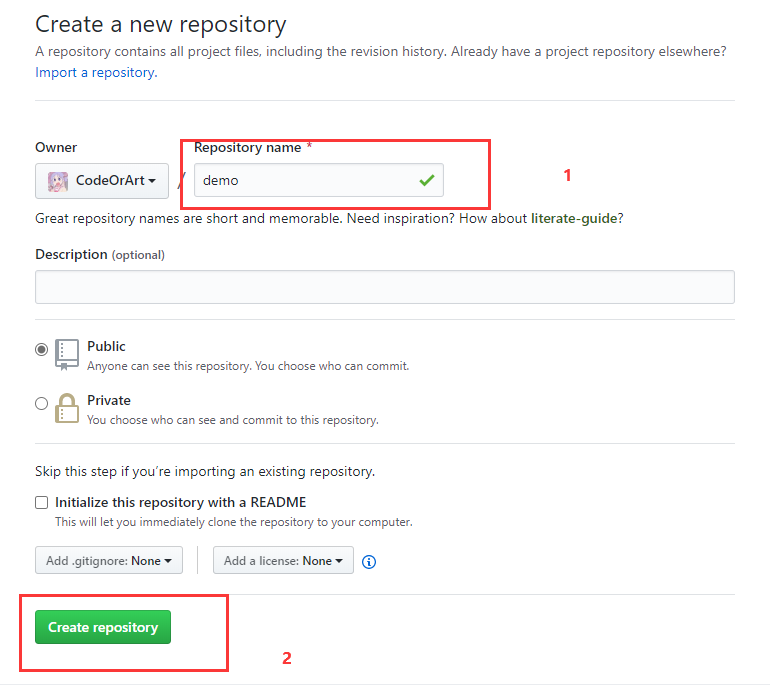 Create a new repository
A repository contains all project files, including the revision history. Already have a project repository elsewhere?
Import a repository.
Owner
Repository name *
CodeOrArt
/
demo
1
Great repository names are short and memorable. Need inspiration? How about literate-guide?
Description (optional)
Public
Anyone can see this repository. You choose who can commit.
Private
You choose who can see and commit to this repository.
Skip this step if you’re importing an existing repository.
Initialize this repository with a README
This will let you immediately clone the repository to your computer.
Add .gitignore: None
Add a license: None
Create repository
2